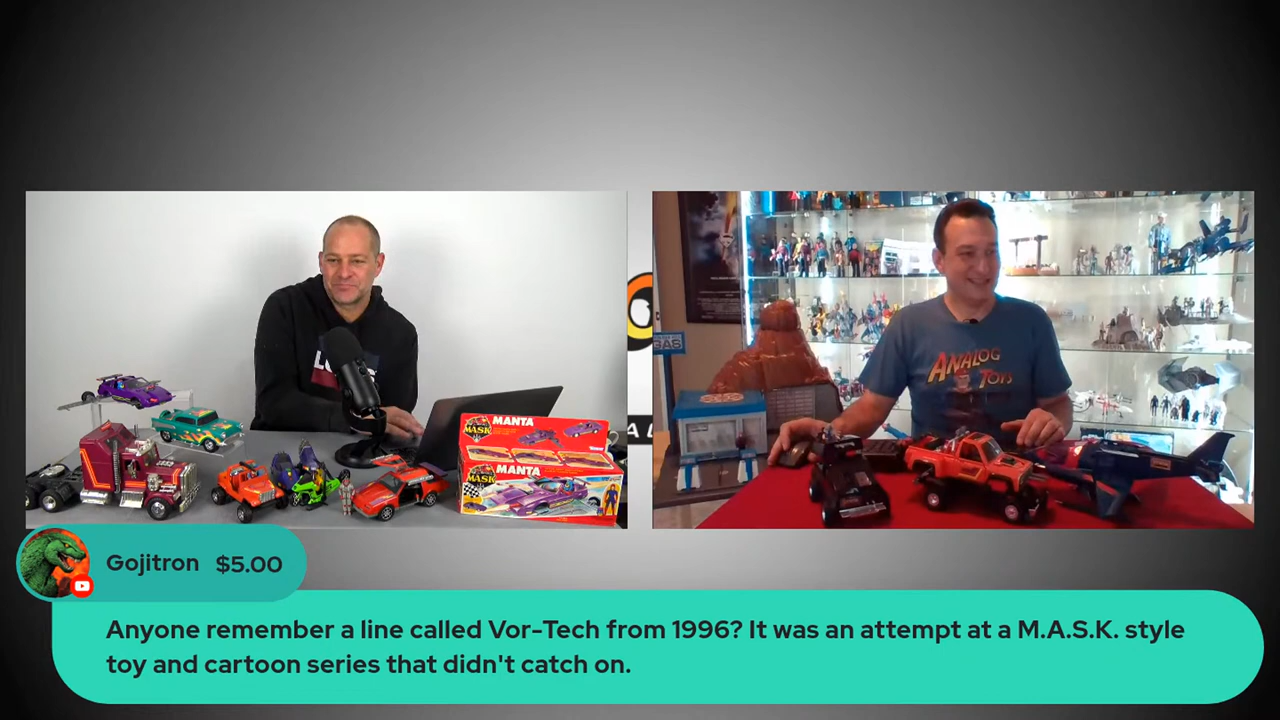 GAS
ANALOG
TOYS
MANTA
MASK
MANTA
MASK
Gojitron $5.00
Anyone remember a line called Vor-Tech from 1996? It was an attempt at a M.A.S.K. style
toy and cartoon series that didn't catch on.